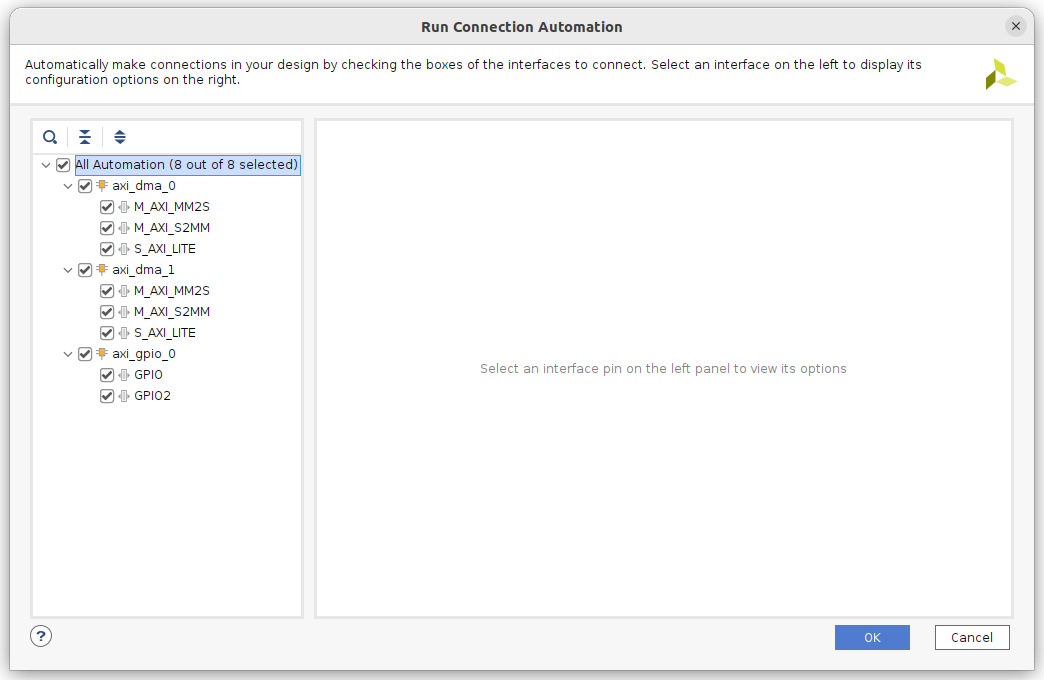 Run Connection Automation
Automatically make connections in your design by checking the boxes of the interfaces to connect. Select an interface on the left to display its
configuration options on the right.
All Automation (8 out of 8 selected)
axi_dma_0
M_AXI_MM2S
M_AXI_S2MM
S_AXI_LITE
axi_dma_1
M_AXI_MM2S
M_AXI_S2MM
S_AXI_LITE
axi_gpio_0
GPIO
GPIO2
Select an interface pin on the left panel to view its options
?
OK
Cancel